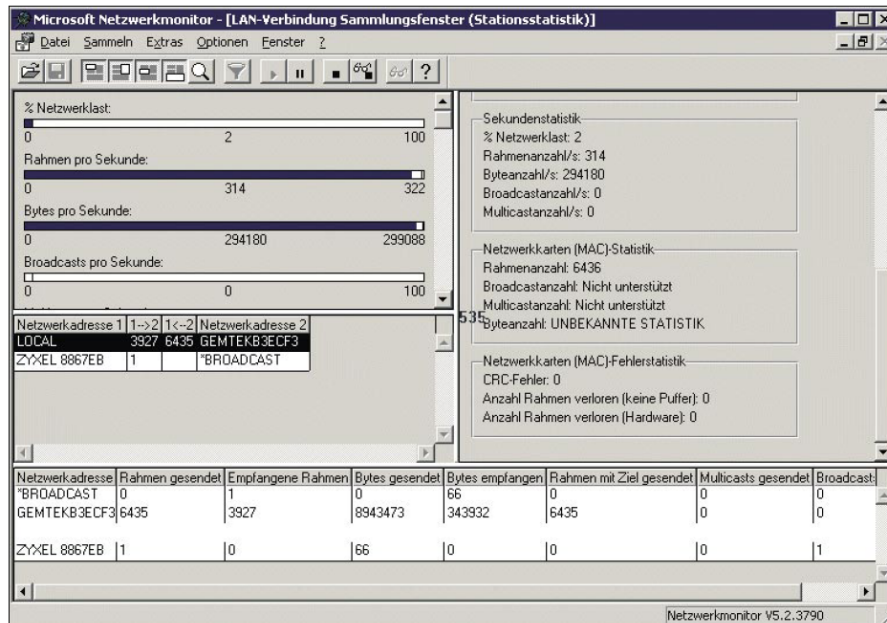 Microsoft Netzwerkmonitor - [LAN-Verbindung Sammlungsfenster (Stationsstatistik)]
Datei Sammeln Extras Optionen Fenster ?
% Netzwerklast:
0 2 100
Rahmen pro Sekunde:
0 314 322
Bytes pro Sekunde:
0 294180 299088
Broadcasts pro Sekunde:
0 0 100
Sekundenstatistik
% Netzwerklast: 2
Rahmenanzahl/s: 314
Byteanzahl/s: 294180
Broadcastanzahl/s: 0
Multicastanzahl/s: 0
Netzwerkkarten (MAC)-Statistik
Rahmenanzahl: 6436
Broadcastanzahl: Nicht unterstützt
Multicastanzahl: Nicht unterstützt
535
Byteanzahl: UNBEKANNTE STATISTIK
Netzwerkkarten (MAC)-Fehlerstatistik
CRC-Fehler: 0
Anzahl Rahmen verloren (keine Puffer): 0
Anzahl Rahmen verloren (Hardware): 0
Netzwerkadresse 1 1-->2 1<--2 Netzwerkadresse 2
LOCAL 3927 6435 GEMTEKB3ECF3
ZYXEL 8867EB 1 *BROADCAST
Netzwerkadresse Rahmen gesendet Empfangene Rahmen Bytes gesendet Bytes empfangen Rahmen mit Ziel gesendet Multicasts gesendet Broadcast
*BROADCAST 0 1 0 66 0 0 0
GEMTEKB3ECF3 6435 3927 8943473 343932 6435 0 0
ZYXEL 8867EB 1 0 66 0 0 0 1
Netzwerkmonitor V5.2.3790